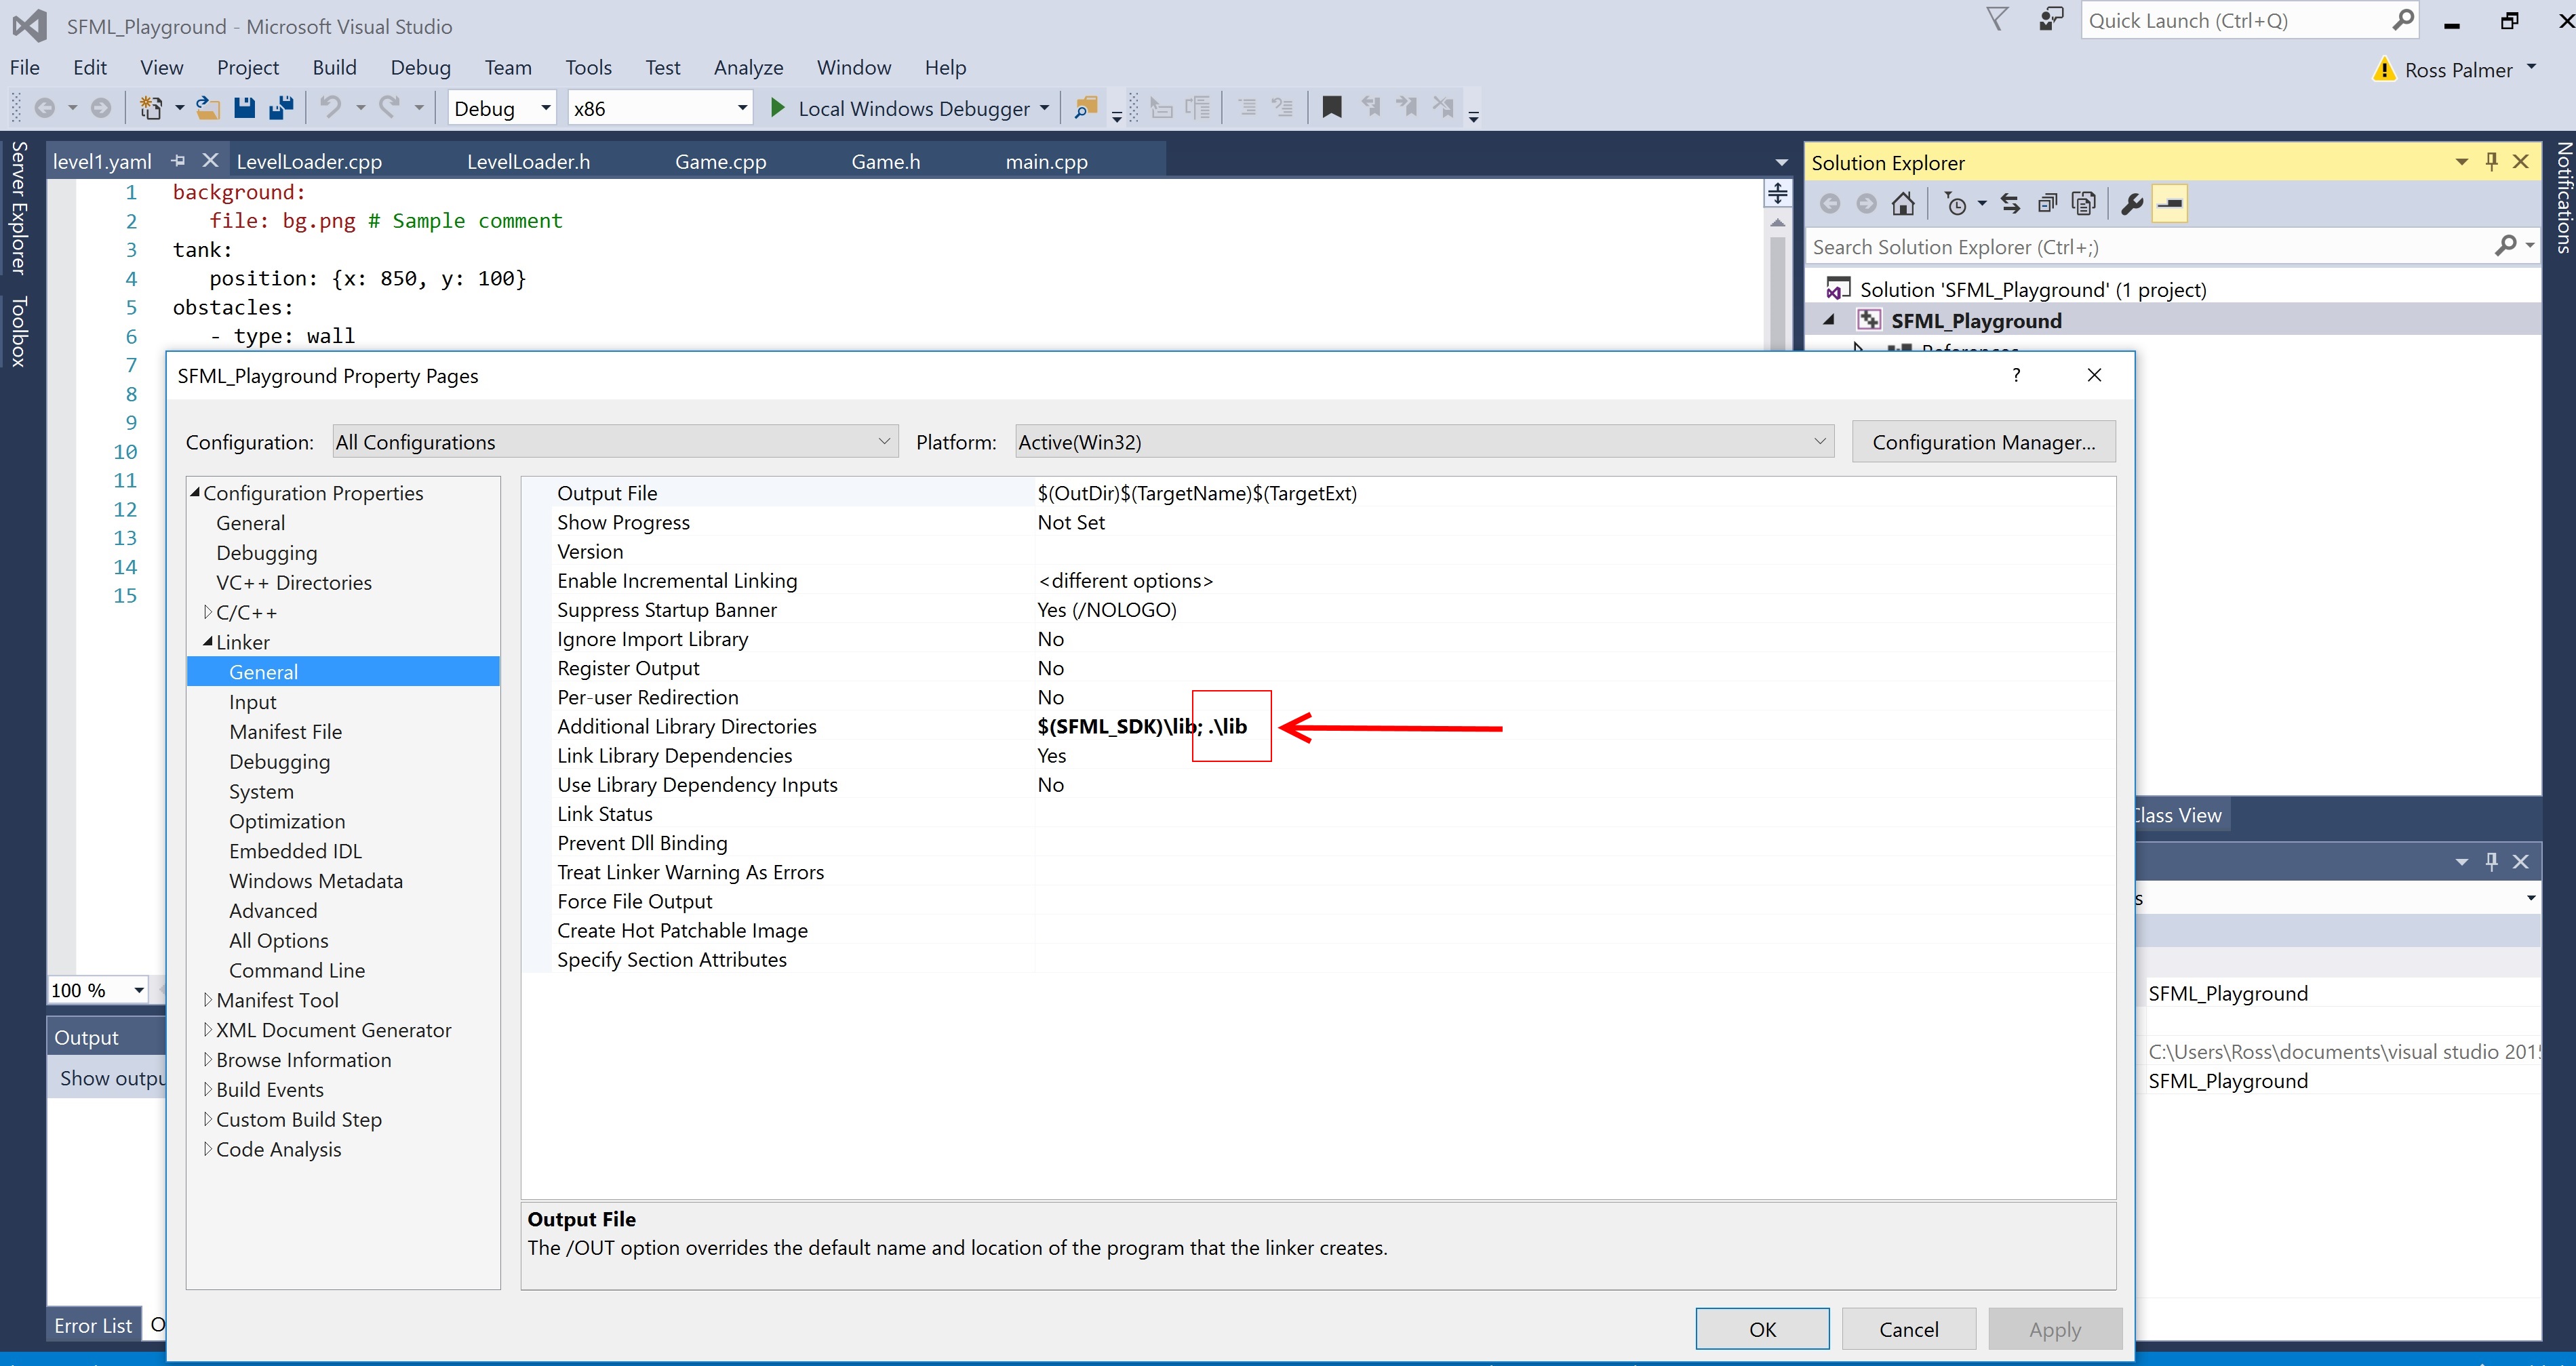 SFML_Playground - Microsoft Visual Studio
Quick Launch (Ctrl+Q)
File Edit View Project Build Debug Team Tools Test Analyze Window Help
Ross Palmer
Debug x86 Local Windows Debugger
Server Explorer
Toolbox
level1.yaml LevelLoader.cpp LevelLoader.h Game.cpp Game.h main.cpp
1 background:
2 file: bg.png # Sample comment
3 tank:
4 position: {x: 850, y: 100}
5 obstacles:
6 - type: wall
7
8
9
10
11
12
13
14
15
Solution Explorer
Notifications
Search Solution Explorer (Ctrl+;)
Solution 'SFML_Playground' (1 project)
SFML_Playground
References
SFML_Playground Property Pages
?
Configuration: All Configurations Platform: Active(Win32) Configuration Manager...
Configuration Properties
General
Debugging
VC++ Directories
C/C++
Linker
General
Input
Manifest File
Debugging
System
Optimization
Embedded IDL
Windows Metadata
Advanced
All Options
Command Line
Manifest Tool
XML Document Generator
Browse Information
Build Events
Custom Build Step
Code Analysis
Output File $(OutDir)$(TargetName)$(TargetExt)
Show Progress Not Set
Version
Enable Incremental Linking <different options>
Suppress Startup Banner Yes (/NOLOGO)
Ignore Import Library No
Register Output No
Per-user Redirection No
Additional Library Directories $(SFML_SDK)\lib; .\lib
Link Library Dependencies Yes
Use Library Dependency Inputs No
Link Status
Prevent Dll Binding
Treat Linker Warning As Errors
Force File Output
Create Hot Patchable Image
Specify Section Attributes
Output File
The /OUT option overrides the default name and location of the program that the linker creates.
OK Cancel Apply
100 %
Output
Show outpu
Error List O
Class View
s
SFML_Playground
C:\Users\Ross\documents\visual studio 201
SFML_Playground